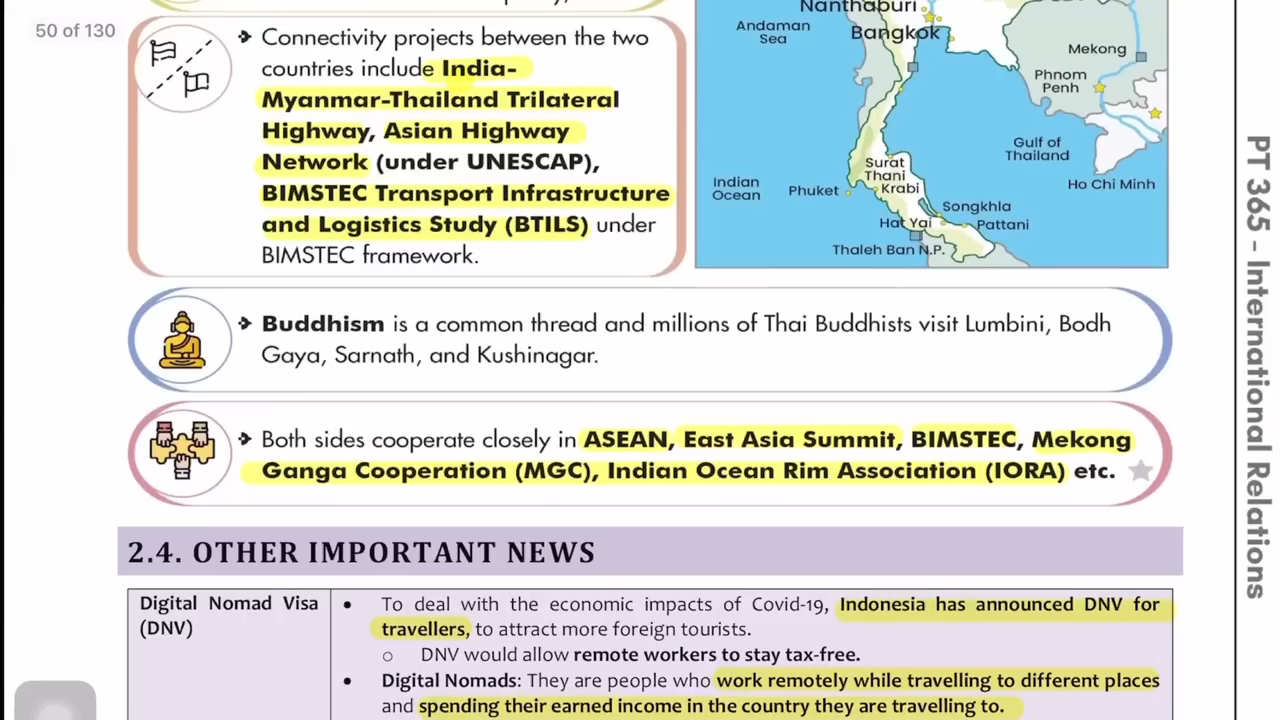 50 of 130
Connectivity projects between the two
countries include India-
Myanmar-Thailand Trilateral
Highway, Asian Highway
Network (under UNESCAP),
BIMSTEC Transport Infrastructure
and Logistics Study (BTILS) under
BIMSTEC framework.
Nanthaburi
Andaman
Sea
Bangkok
Mekong
Phnom
Penh
Gulf of
Thailand
Surat
Thani
Indian
Ocean
Phuket
Krabi
Ho Chi Minh
Songkhla
Hat Yai
Pattani
Thaleh Ban N.P.
Buddhism is a common thread and millions of Thai Buddhists visit Lumbini, Bodh
Gaya, Sarnath, and Kushinagar.
Both sides cooperate closely in ASEAN, East Asia Summit, BIMSTEC, Mekong
Ganga Cooperation (MGC), Indian Ocean Rim Association (IORA) etc.
2.4. OTHER IMPORTANT NEWS
Digital Nomad Visa
(DNV)
• To deal with the economic impacts of Covid-19, Indonesia has announced DNV for
travellers, to attract more foreign tourists.
o DNV would allow remote workers to stay tax-free.
• Digital Nomads: They are people who work remotely while travelling to different places
and spending their earned income in the country they are travelling to.
PT 365 - International Relations